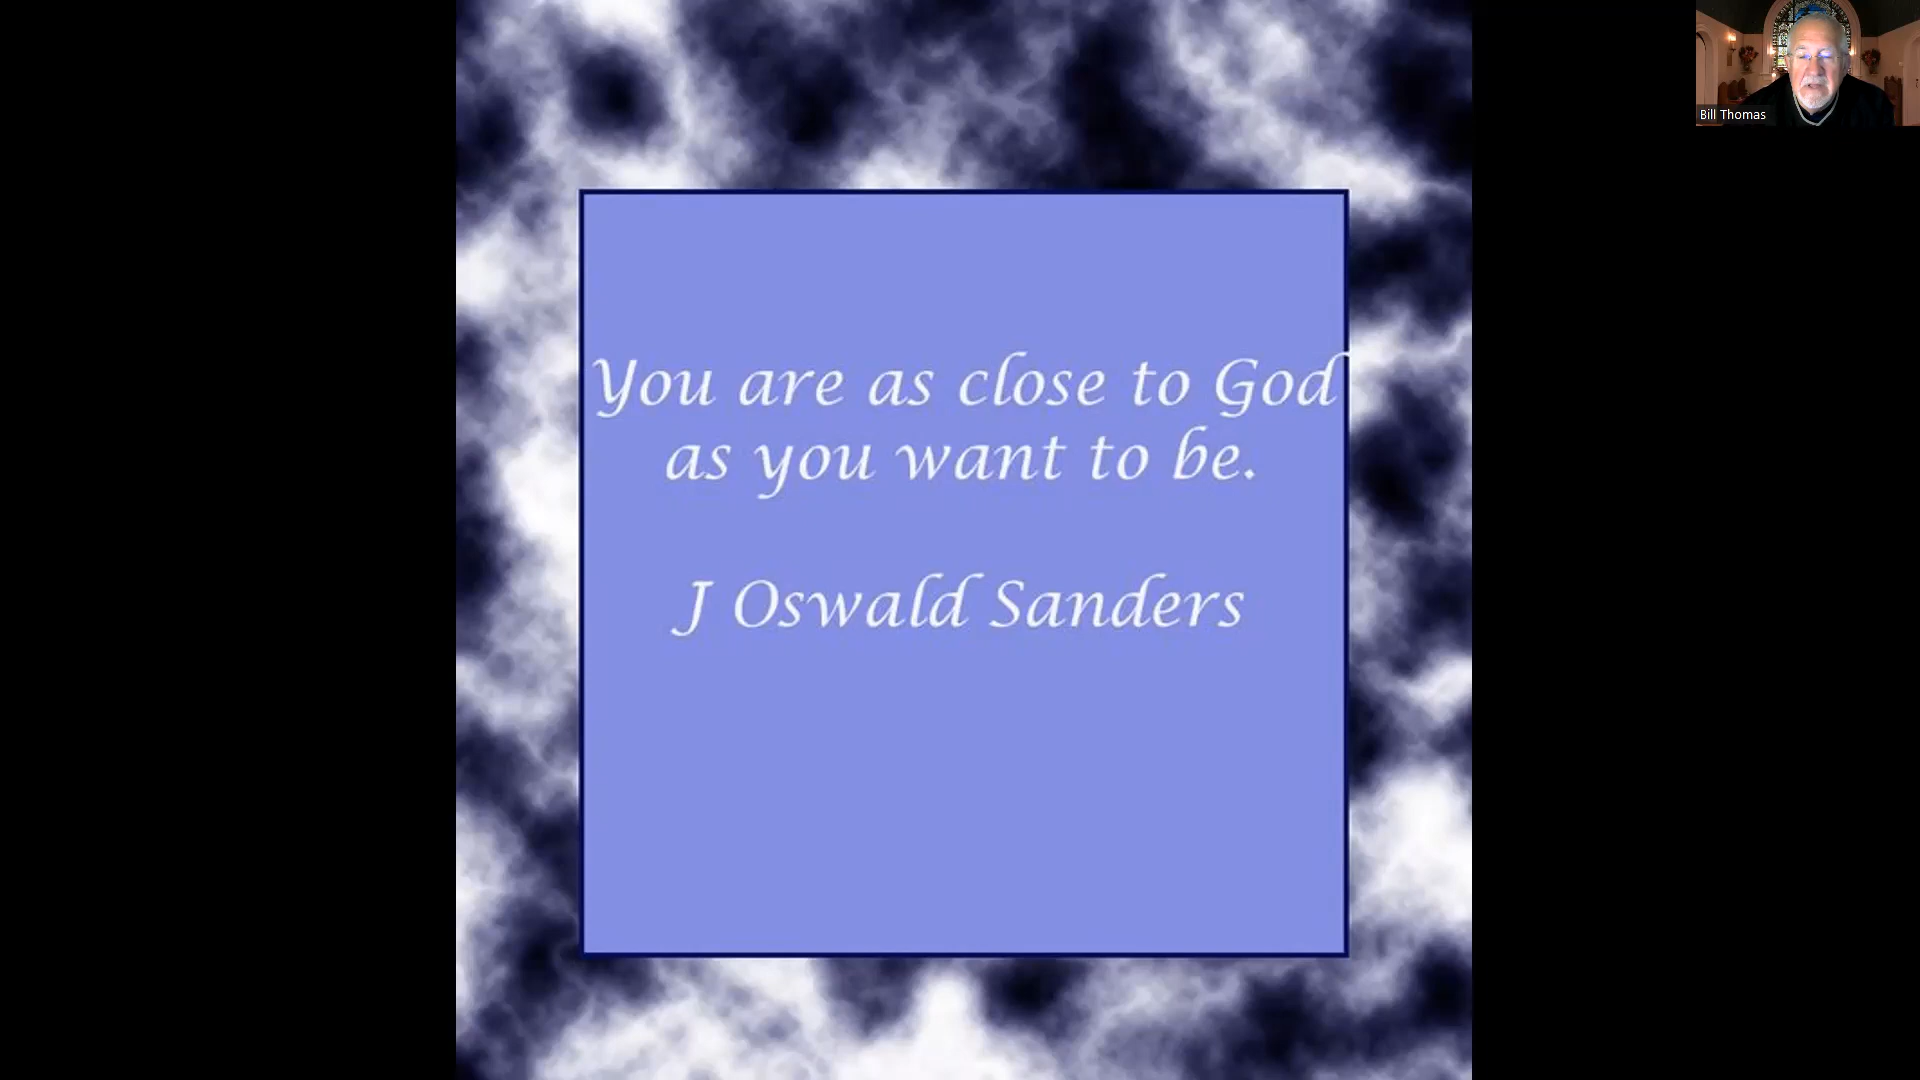 You are as close to God
as you want to be.
J Oswald Sanders
Bill Thomas